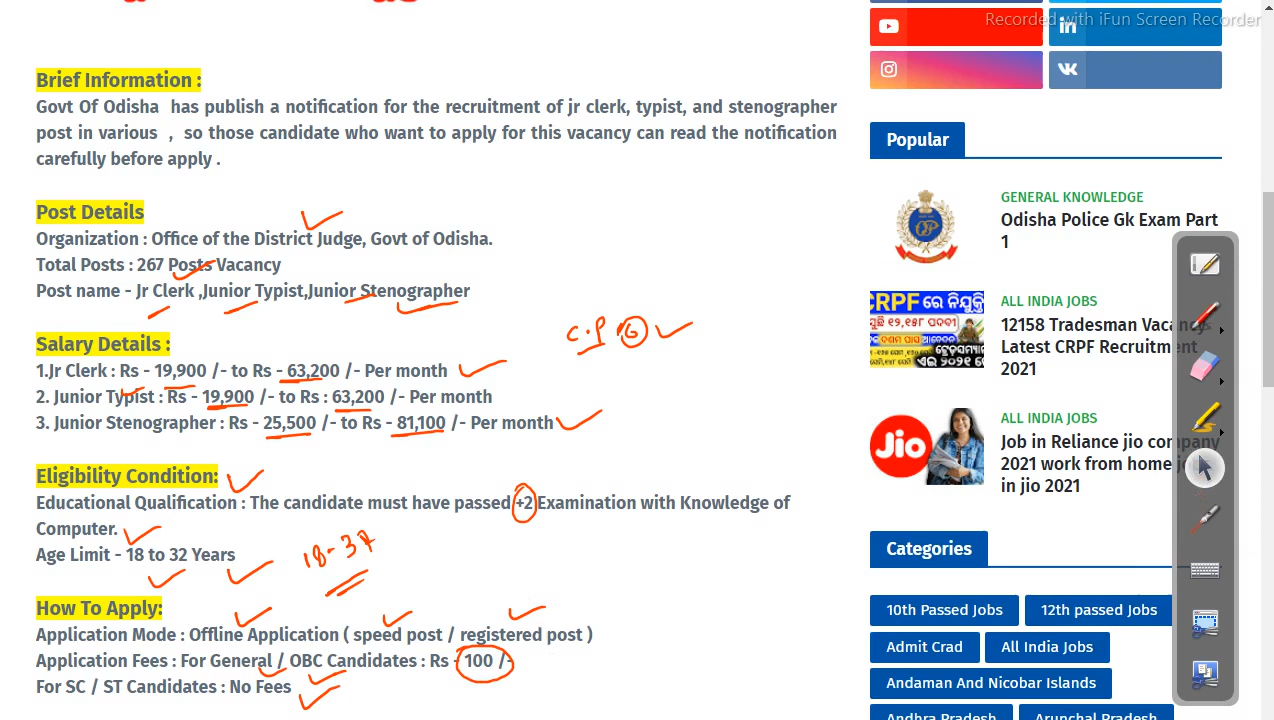 Recorded with iFun Screen Recorder
Brief Information :
Govt Of Odisha has publish a notification for the recruitment of jr clerk, typist, and stenographer
post in various , so those candidate who want to apply for this vacancy can read the notification
carefully before apply .
Post Details
Organization : Office of the District Judge, Govt of Odisha.
Total Posts : 267 Posts Vacancy
Post name - Jr Clerk ,Junior Typist,Junior Stenographer
Salary Details :
1.Jr Clerk : Rs - 19,900 /- to Rs - 63,200 /- Per month
2. Junior Typist : Rs - 19,900 /- to Rs : 63,200 /- Per month
3. Junior Stenographer : Rs - 25,500 /- to Rs - 81,100 /- Per month
Eligibility Condition:
Educational Qualification : The candidate must have passed +2 Examination with Knowledge of
Computer.
Age Limit - 18 to 32 Years
18-37
How To Apply:
Application Mode : Offline Application ( speed post / registered post )
Application Fees : For General / OBC Candidates : Rs - 100 /-
For SC / ST Candidates : No Fees
Popular
GENERAL KNOWLEDGE
Odisha Police Gk Exam Part
1
CRPF ରେ ନିଯୁକ୍ତି
ALL INDIA JOBS
12158 Tradesman Vacancy
Latest CRPF Recruitment
2021
Jio
ALL INDIA JOBS
Job in Reliance jio company
2021 work from home
in jio 2021
Categories
10th Passed Jobs
12th passed Jobs
Admit Crad
All India Jobs
Andaman And Nicobar Islands
Andhra Pradesh
Arunchal Pradesh